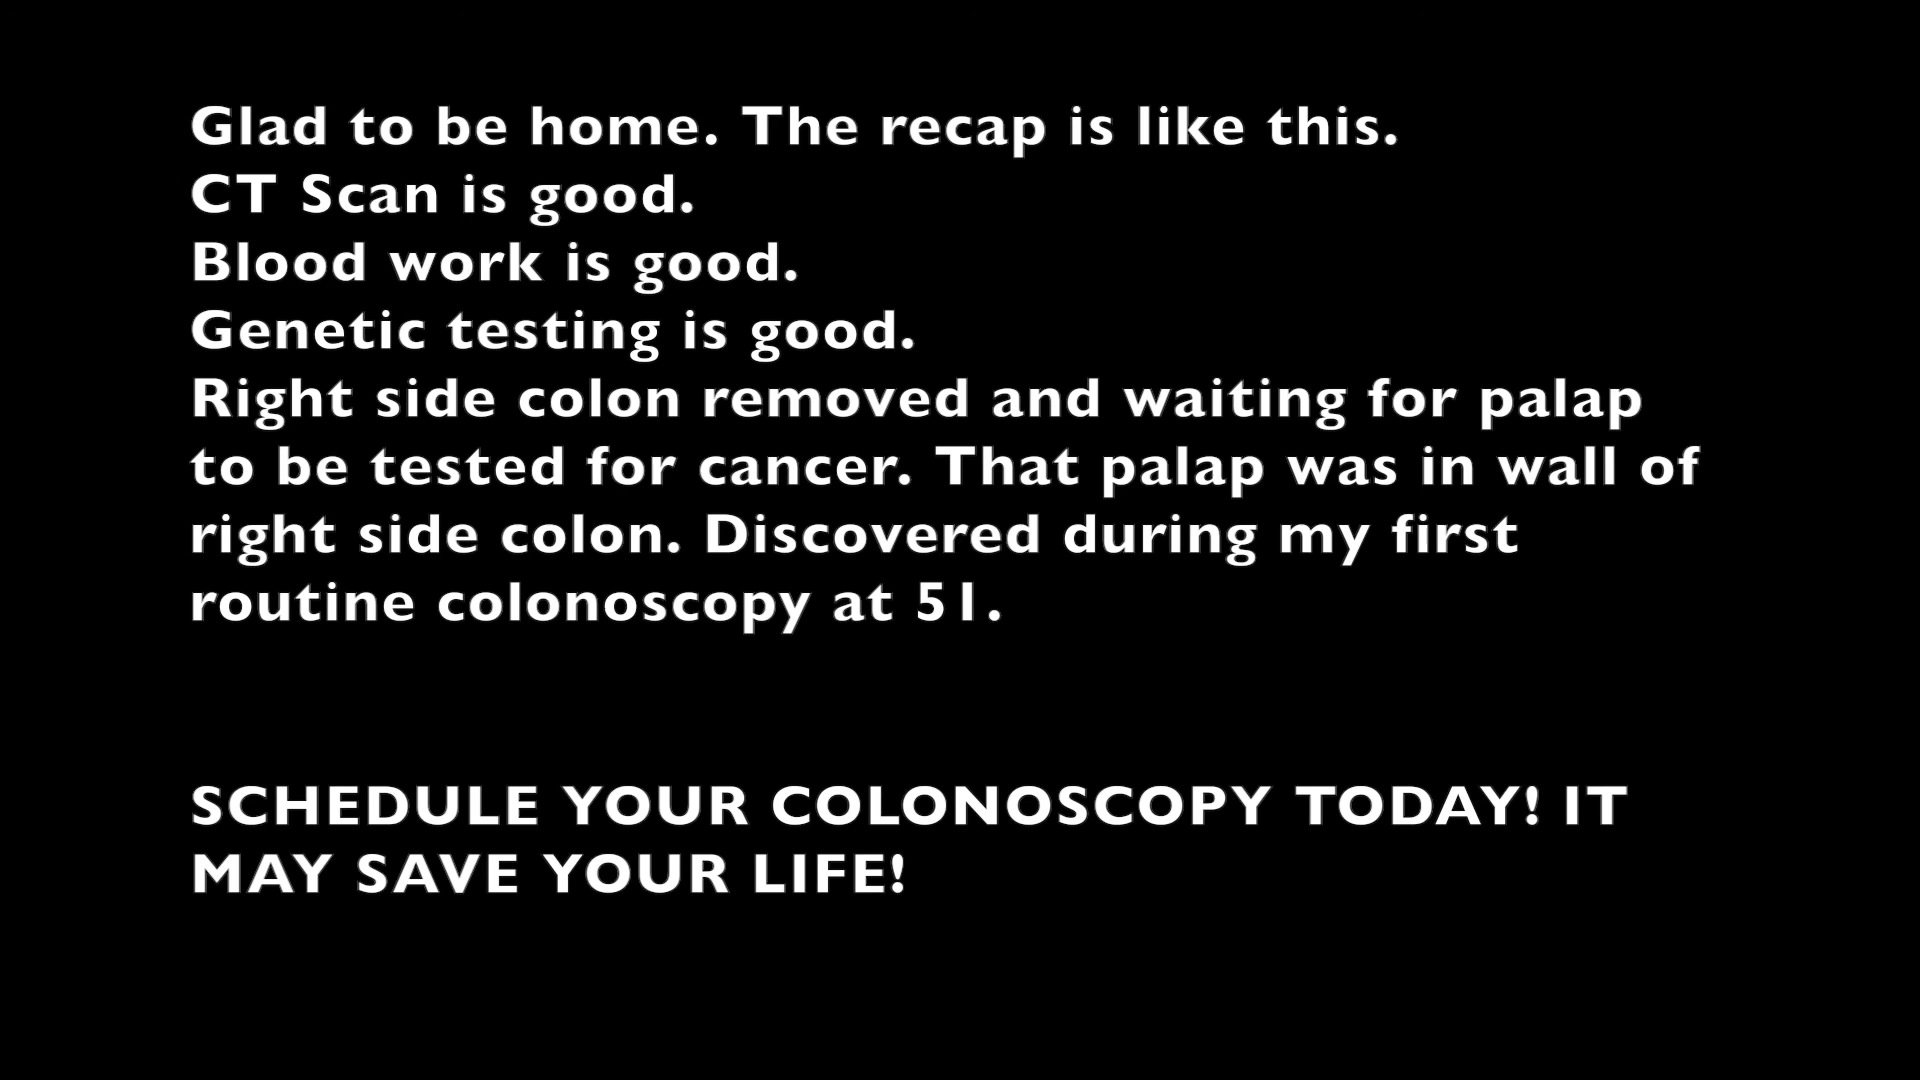 Glad to be home. The recap is like this.
CT Scan is good.
Blood work is good.
Genetic testing is good.
Right side colon removed and waiting for palap
to be tested for cancer. That palap was in wall of
right side colon. Discovered during my first
routine colonoscopy at 51.
SCHEDULE YOUR COLONOSCOPY TODAY! IT
MAY SAVE YOUR LIFE!